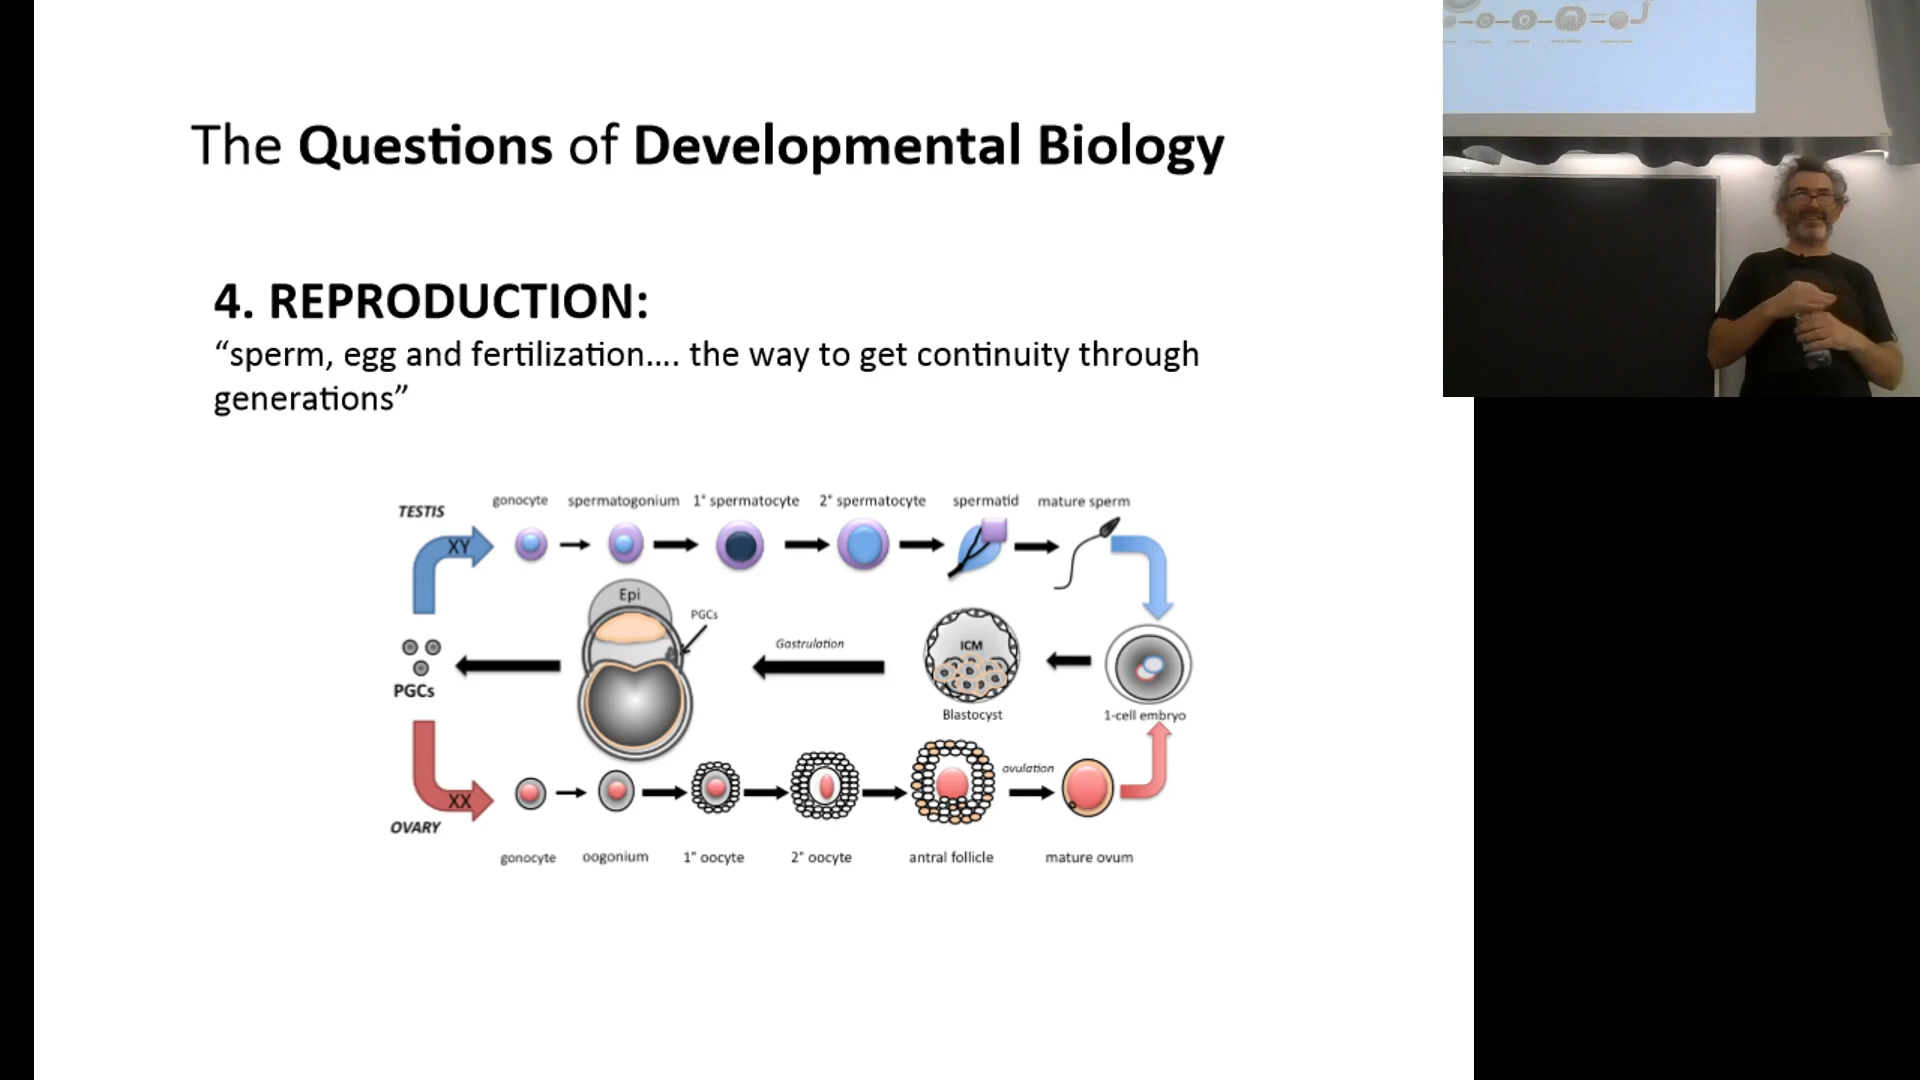 The Questions of Developmental Biology
4. REPRODUCTION:
“sperm, egg and fertilization.... the way to get continuity through
generations”
TESTIS
gonocyte
spermatogonium
1° spermatocyte
2° spermatocyte
spermatid
mature sperm
XY
Epi
PGCs
Gastrulation
ICM
PGCs
Blastocyst
1-cell embryo
ovulation
XX
OVARY
gonocyte
oogonium
1° oocyte
2° oocyte
antral follicle
mature ovum